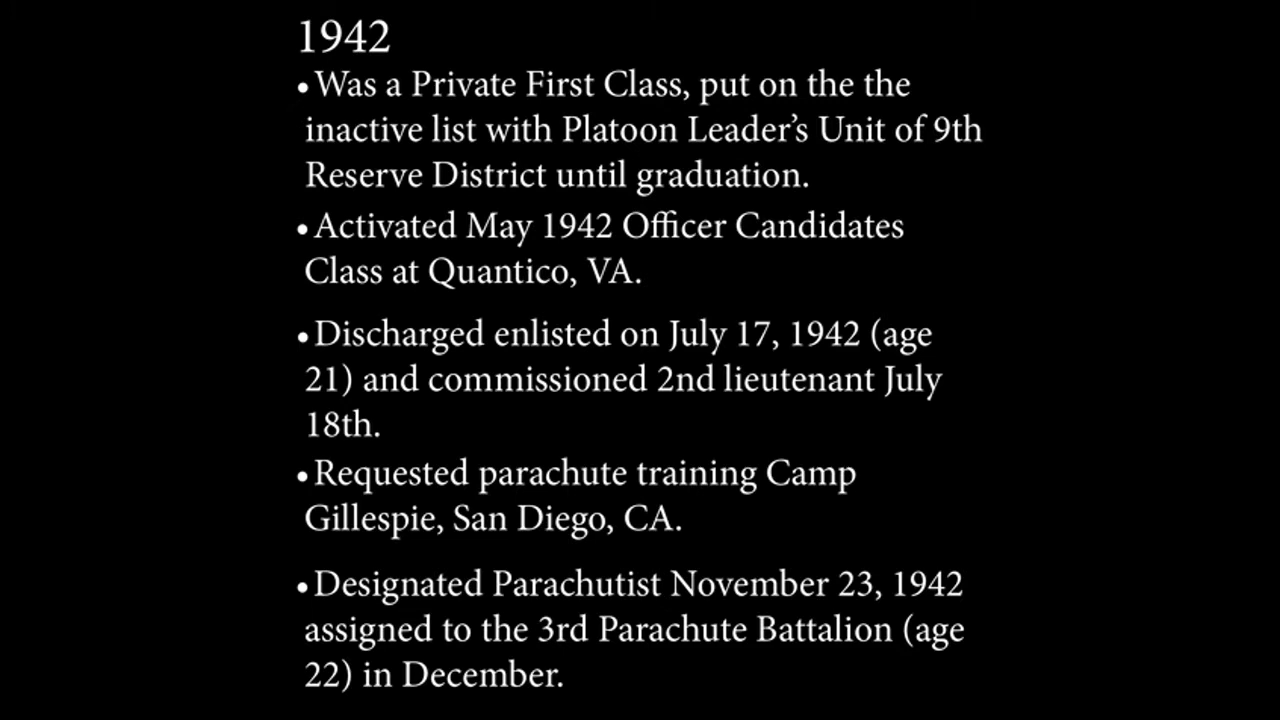 1942
•Was a Private First Class, put on the the
inactive list with Platoon Leader’s Unit of 9th
Reserve District until graduation.
•Activated May 1942 Officer Candidates
Class at Quantico, VA.
•Discharged enlisted on July 17, 1942 (age
21) and commissioned 2nd lieutenant July
18th.
•Requested parachute training Camp
Gillespie, San Diego, CA.
•Designated Parachutist November 23, 1942
assigned to the 3rd Parachute Battalion (age
22) in December.